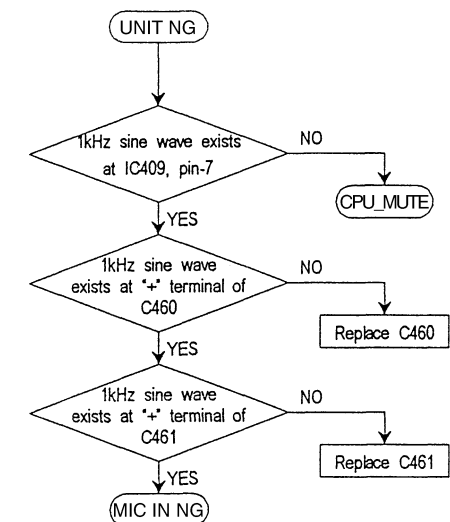 UNIT NG
1kHz sine wave exists
at IC409, pin-7
NO
CPU_MUTE
YES
1kHz sine wave
exists at "+" terminal of
C460
NO
Replace C460
YES
1kHz sine wave
exists at "+" terminal of
C461
NO
Replace C461
YES
MIC IN NG